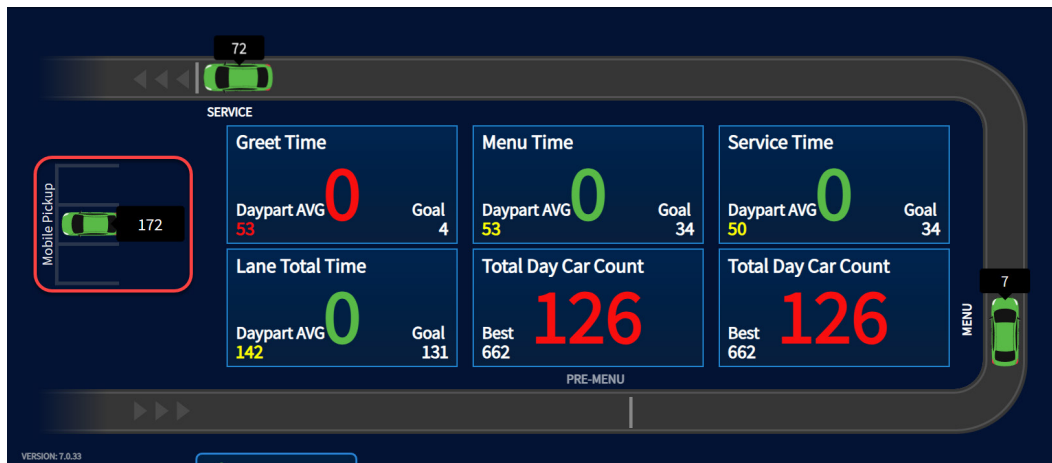 72
SERVICE
Greet Time
0
Daypart AVG
53
Goal
4
Menu Time
0
Daypart AVG
53
Goal
34
Service Time
0
Daypart AVG
50
Goal
34
Mobile Pickup
172
Lane Total Time
0
Daypart AVG
142
Goal
131
Total Day Car Count
126
Best
662
Total Day Car Count
126
Best
662
7
MENU
PRE-MENU
VERSION: 7.0.33